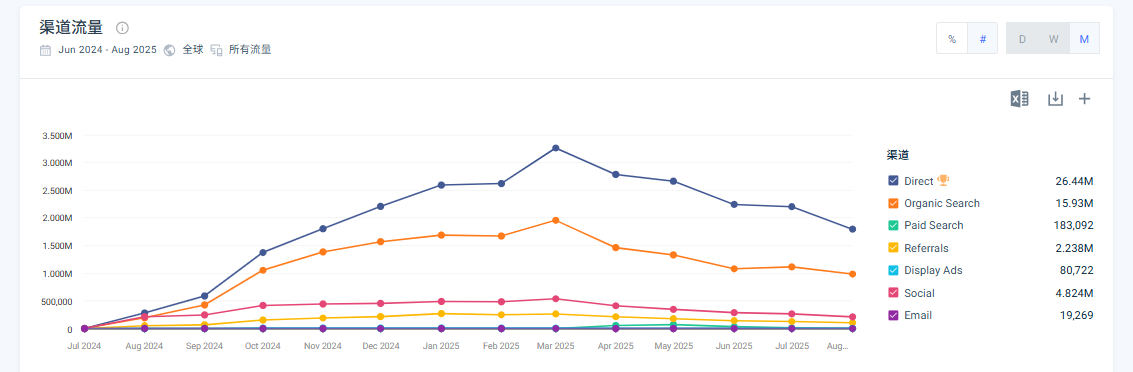 渠道流量
Jun 2024 - Aug 2025 全球 所有流量
% # D W M
3.500M
3.000M
2.500M
2.000M
1.500M
1.000M
500,000
0
Jul 2024 Aug 2024 Sep 2024 Oct 2024 Nov 2024 Dec 2024 Jan 2025 Feb 2025 Mar 2025 Apr 2025 May 2025 Jun 2025 Jul 2025 Aug...
渠道
Direct 26.44M
Organic Search 15.93M
Paid Search 183,092
Referrals 2.238M
Display Ads 80,722
Social 4.824M
Email 19,269